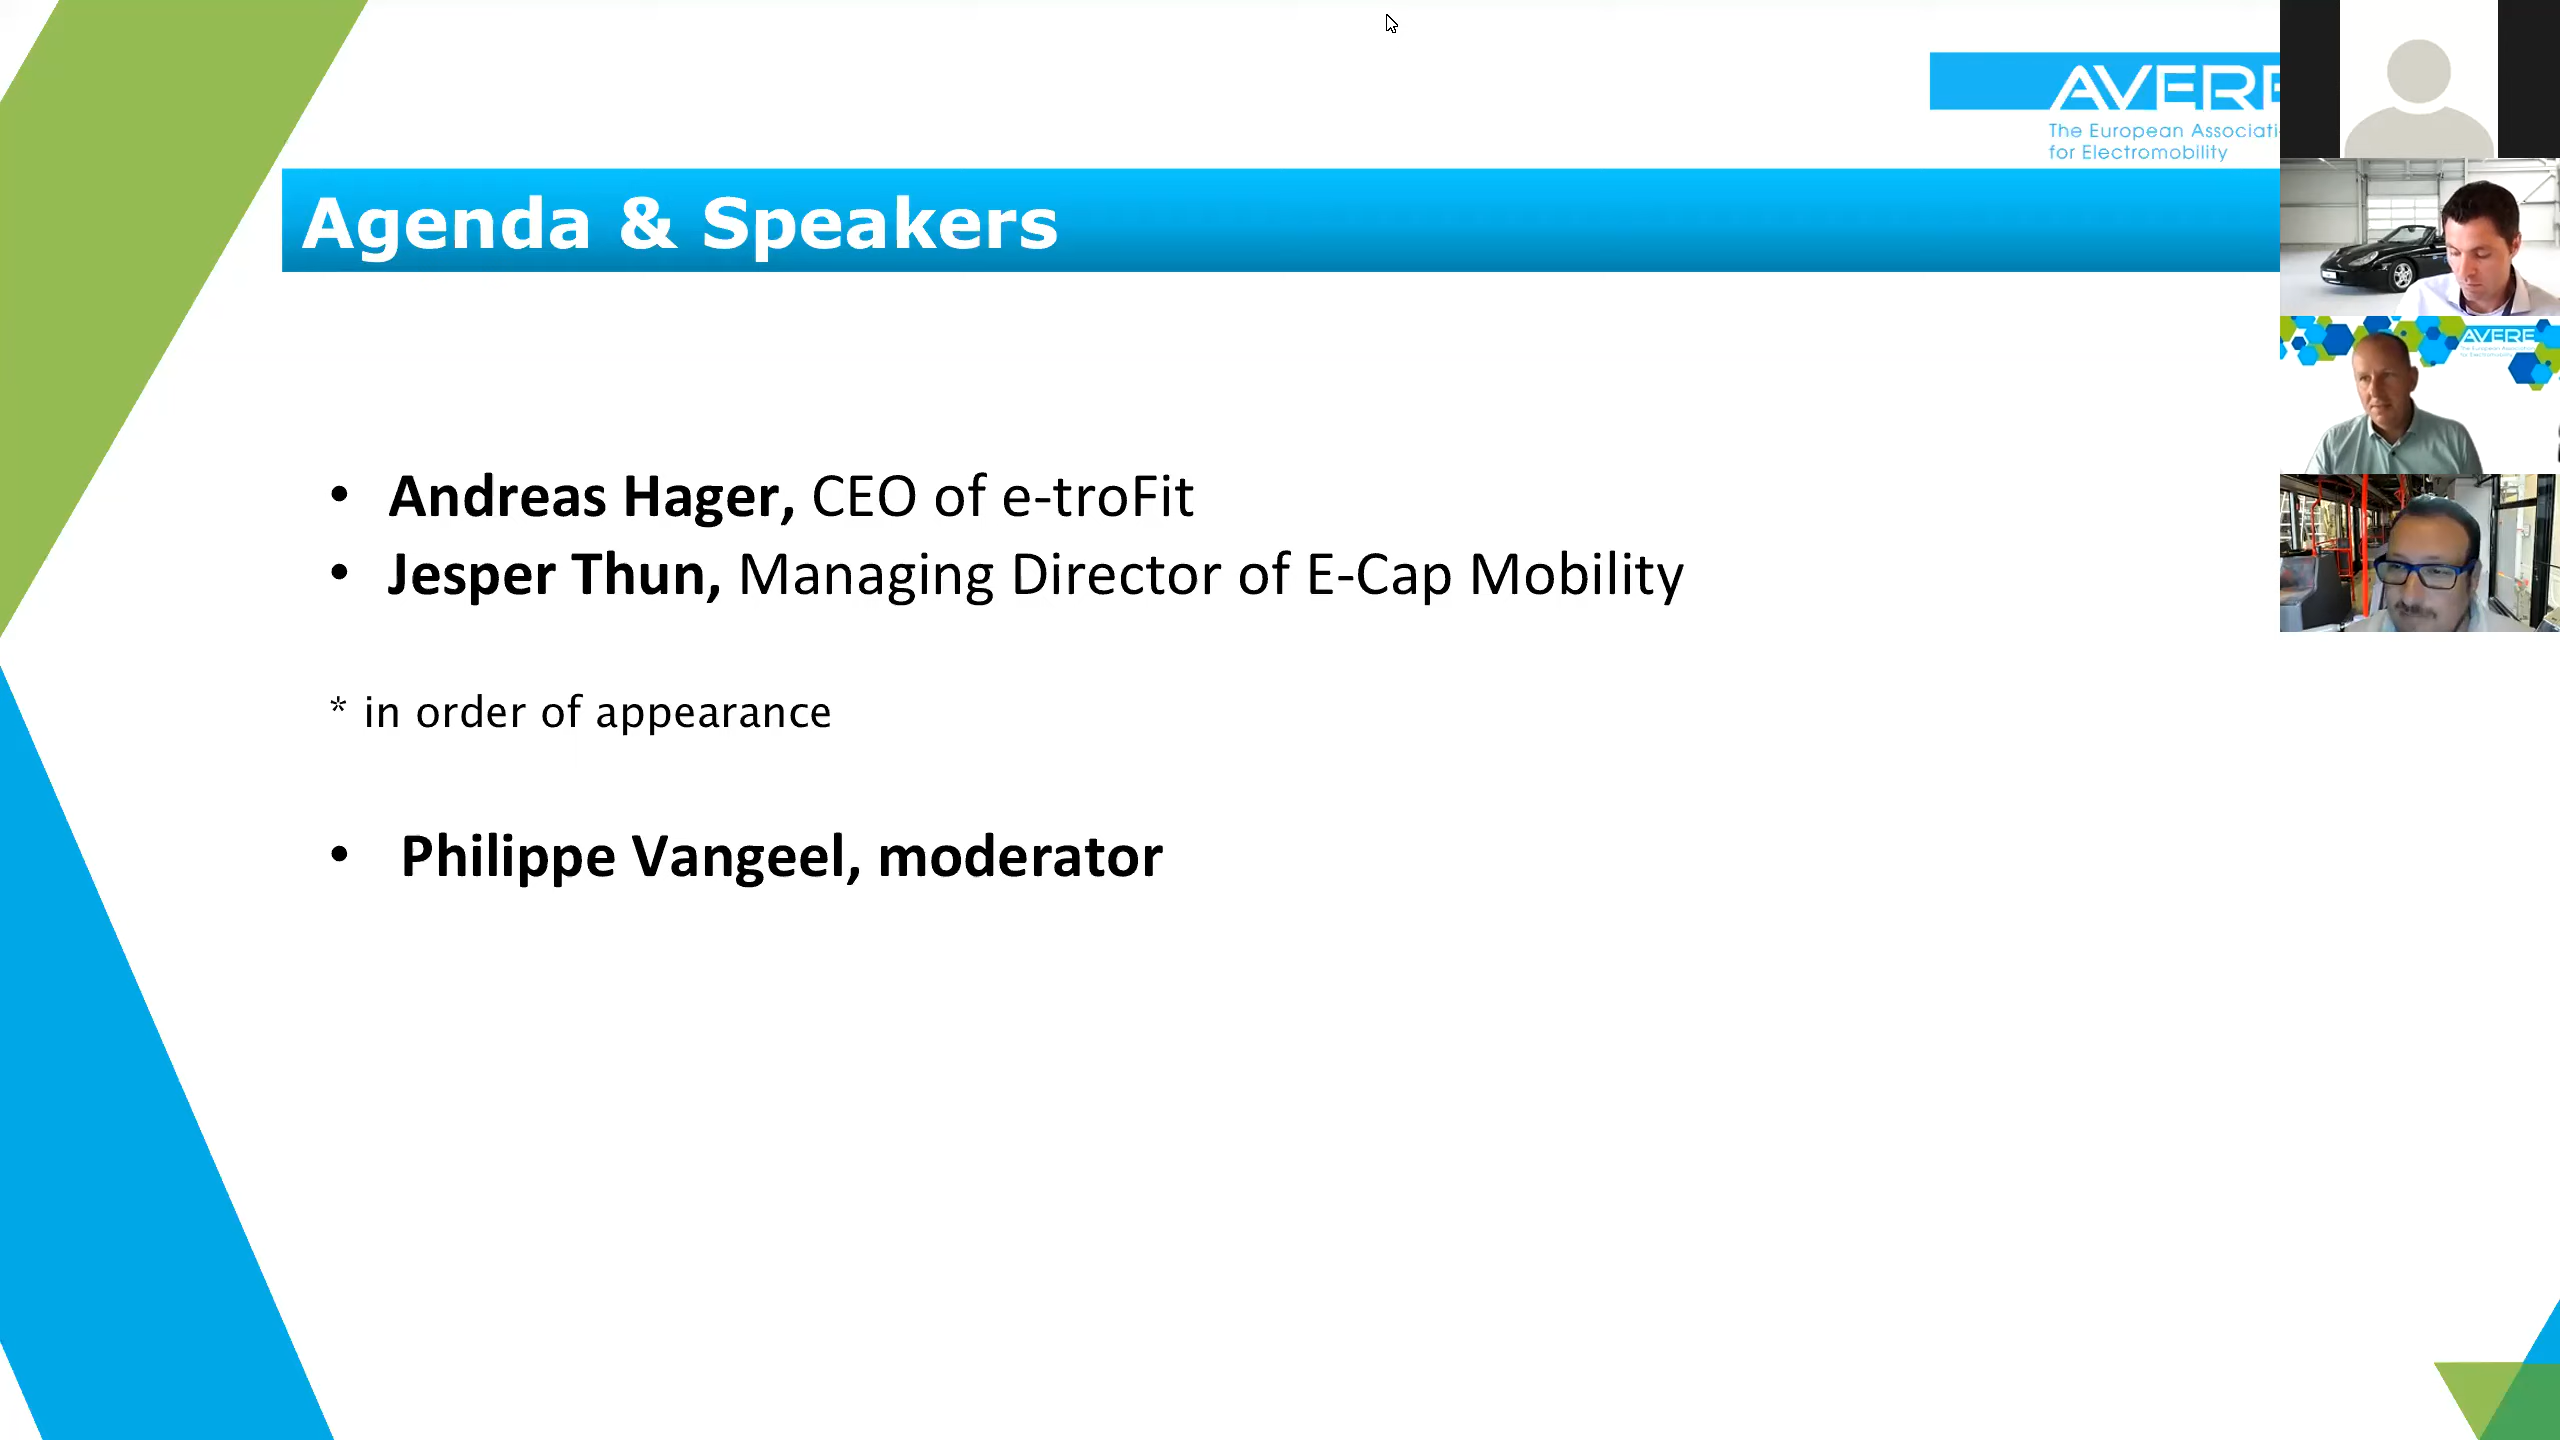 AVERE
The European Associati
for Electromobility
Agenda & Speakers
AVERE
• Andreas Hager, CEO of e-troFit
• Jesper Thun, Managing Director of E-Cap Mobility
* in order of appearance
• Philippe Vangeel, moderator